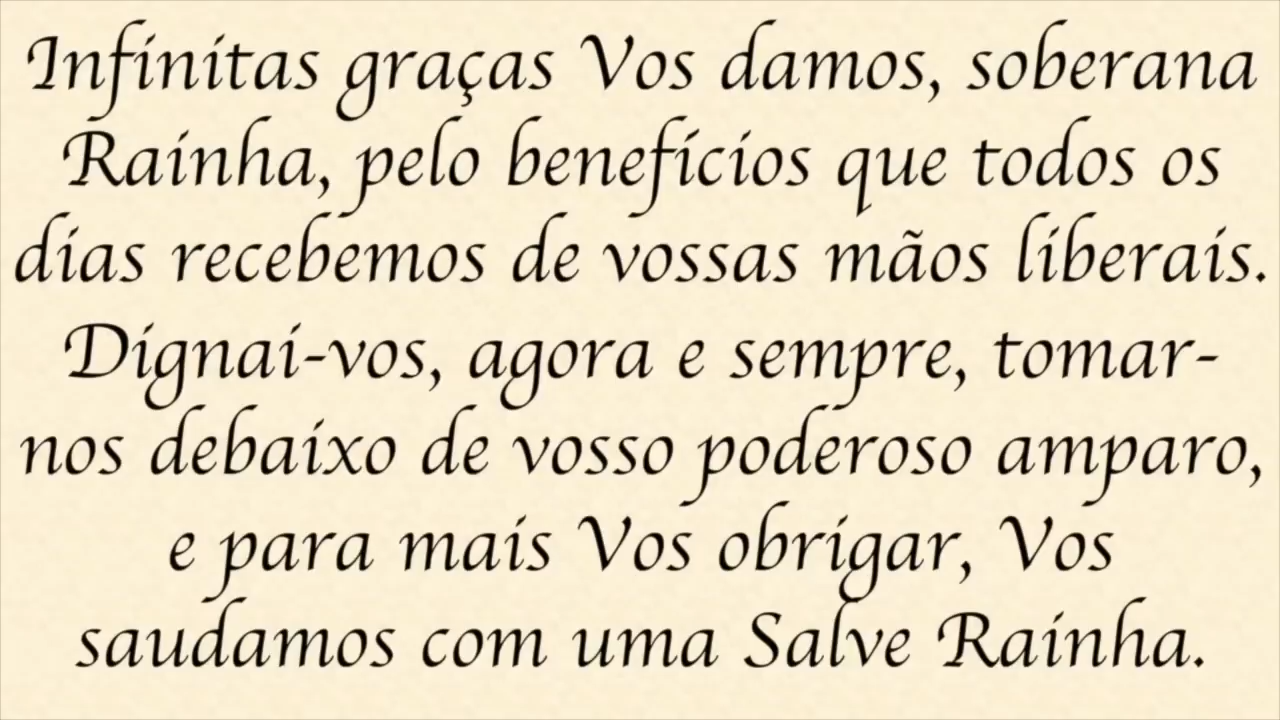 Infinitas graças Vos damos, soberana
Rainha, pelo benefícios que todos os
dias recebemos de vossas mãos liberais.
Dignai-vos, agora e sempre, tomar-
nos debaixo de vosso poderoso amparo,
e para mais Vos obrigar, Vos
saudamos com uma Salve Rainha.